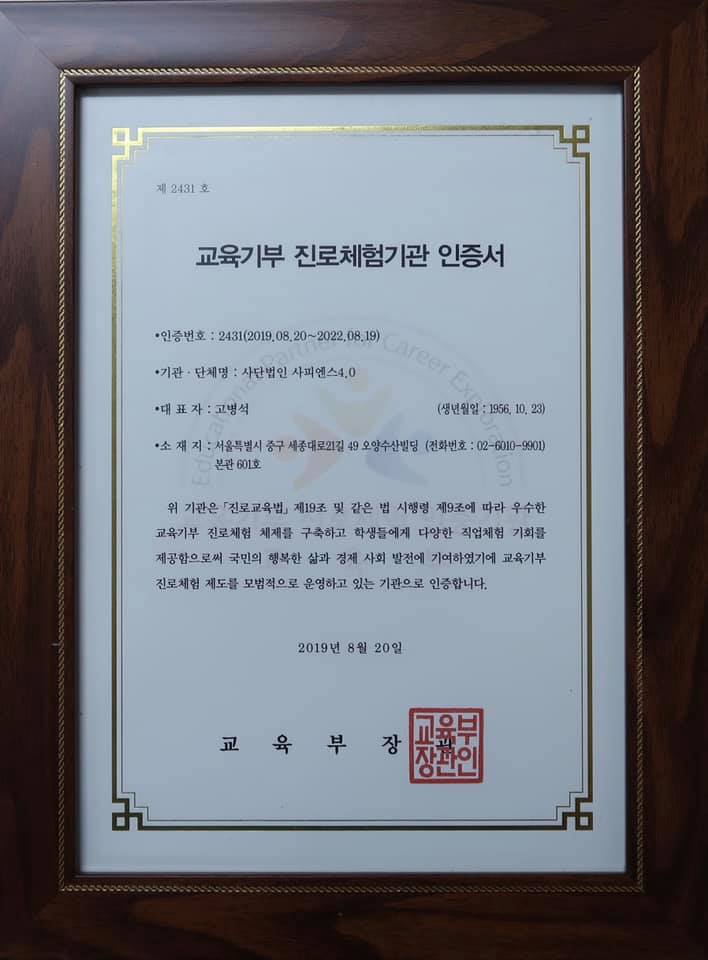 제 2431 호
교육기부 진로체험기관 인증서
•인증번호 : 2431(2019.08.20~2022.08.19)
•기관 · 단체명 : 사단법인 사피엔스4.0
•대 표 자 : 고병석 (생년월일 : 1956. 10. 23)
•소 재 지 : 서울특별시 중구 세종대로21길 49 오양수산빌딩 (전화번호 : 02-6010-9901)
본관 601호
위 기관은 「진로교육법」 제19조 및 같은 법 시행령 제9조에 따라 우수한
교육기부 진로체험 체제를 구축하고 학생들에게 다양한 직업체험 기회를
제공함으로써 국민의 행복한 삶과 경제 사회 발전에 기여하였기에 교육기부
진로체험 제도를 모범적으로 운영하고 있는 기관으로 인증합니다.
Educational Partner for Career Exploration
2019년 8월 20일
교 육 부 장 관
교육부
장관인